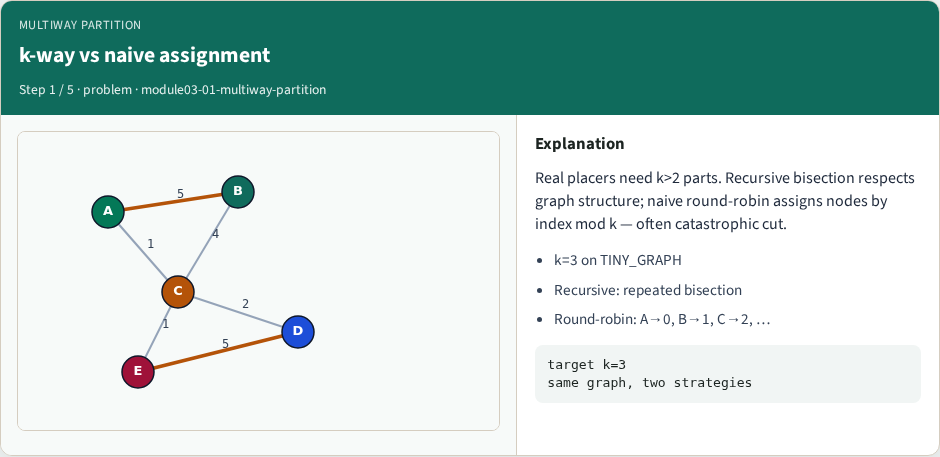 MULTIWAY PARTITION
k-way vs naive assignment
Step 1 / 5 · problem · module03-01-multiway-partition
A
B
C
D
E
5
1
4
2
1
5
Explanation
Real placers need k>2 parts. Recursive bisection respects
graph structure; naive round-robin assigns nodes by
index mod k — often catastrophic cut.
• k=3 on TINY_GRAPH
• Recursive: repeated bisection
• Round-robin: A→0, B→1, C→2, …
target k=3
same graph, two strategies